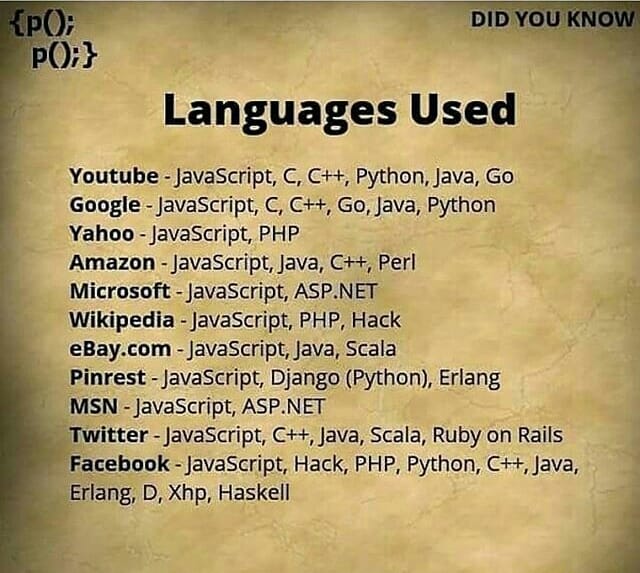 {p();
p();}
DID YOU KNOW
Languages Used
Youtube - JavaScript, C, C++, Python, Java, Go
Google - JavaScript, C, C++, Go, Java, Python
Yahoo - JavaScript, PHP
Amazon - JavaScript, Java, C++, Perl
Microsoft - JavaScript, ASP.NET
Wikipedia - JavaScript, PHP, Hack
eBay.com - JavaScript, Java, Scala
Pinrest - JavaScript, Django (Python), Erlang
MSN - JavaScript, ASP.NET
Twitter - JavaScript, C++, Java, Scala, Ruby on Rails
Facebook - JavaScript, Hack, PHP, Python, C++, Java,
Erlang, D, Xhp, Haskell